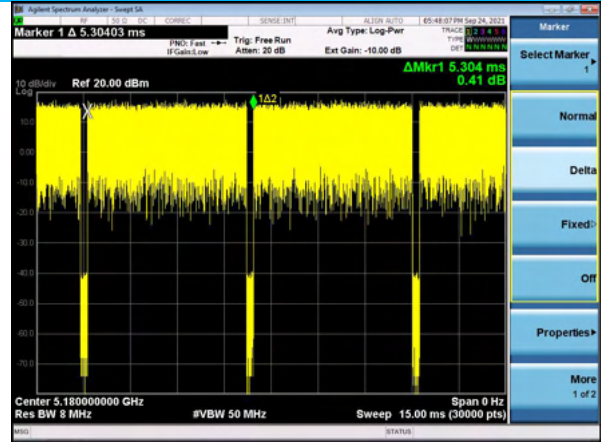 Agilent Spectrum Analyzer - Swept SA
RF 50 Ω DC CORREC SENSE:INT ALIGN AUTO 05:48:07 PM Sep 24, 2021
Marker 1 Δ 5.30403 ms
PNO: Fast
IFGain:Low
Trig: Free Run
Atten: 20 dB
Avg Type: Log-Pwr
Ext Gain: -10.00 dB
TRACE 1 2 3 4 5 6
TYPE
DET N N N N N N
ΔMkr1 5.304 ms
0.41 dB
10 dB/div
Log
Ref 20.00 dBm
1Δ2
10.0
0.00
-10.0
-20.0
-30.0
-40.0
-50.0
-60.0
-70.0
Center 5.180000000 GHz
Span 0 Hz
Res BW 8 MHz
#VBW 50 MHz
Sweep 15.00 ms (30000 pts)
MSG
STATUS
Marker
Select Marker
1
Normal
Delta
Fixed
Off
Properties
More
1 of 2